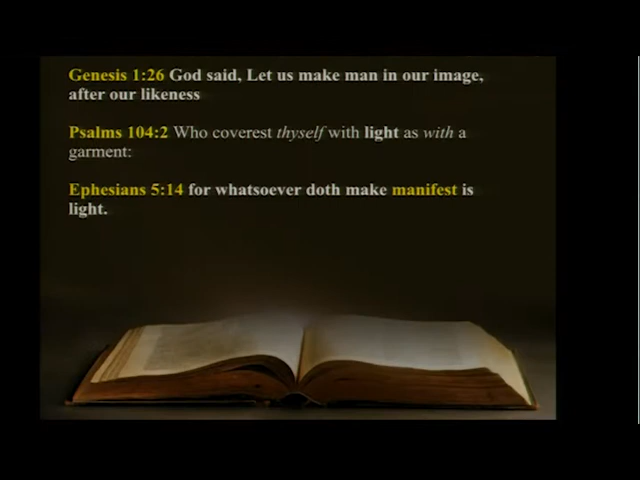 Genesis 1:26 God said, Let us make man in our image,
after our likeness
Psalms 104:2 Who coverest thyself with light as with a
garment:
Ephesians 5:14 for whatsoever doth make manifest is
light.